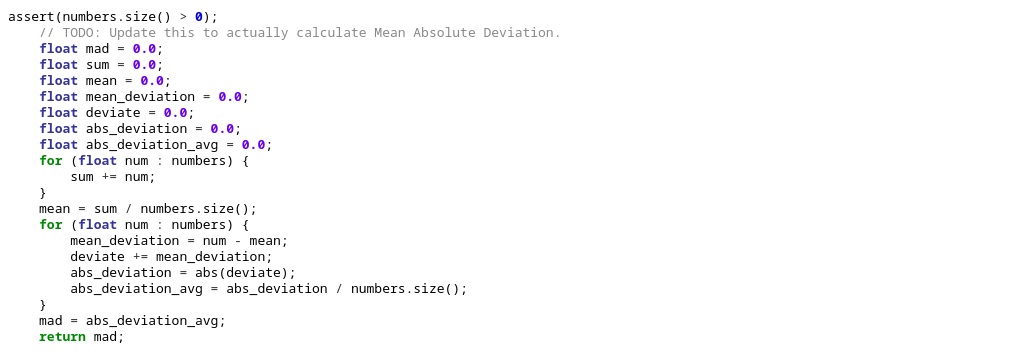 assert(numbers.size() > 0);
// TODO: Update this to actually calculate Mean Absolute Deviation.
float mad = 0.0;
float sum = 0.0;
float mean = 0.0;
float mean_deviation = 0.0;
float deviate = 0.0;
float abs_deviation = 0.0;
float abs_deviation_avg = 0.0;
for (float num : numbers) {
sum += num;
}
mean = sum / numbers.size();
for (float num : numbers) {
mean_deviation = num - mean;
deviate += mean_deviation;
abs_deviation = abs(deviate);
abs_deviation_avg = abs_deviation / numbers.size();
}
mad = abs_deviation_avg;
return mad;